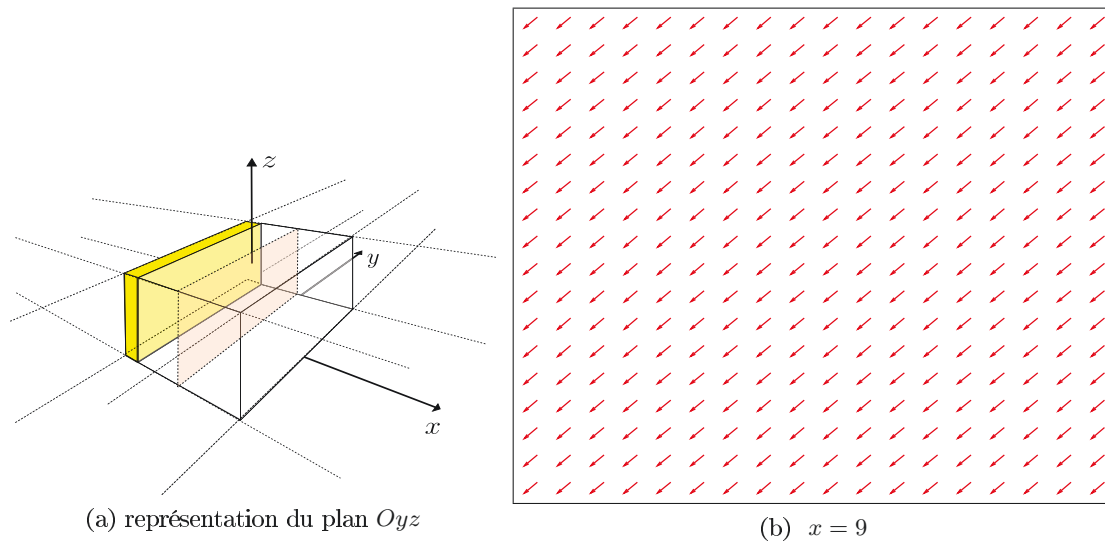 z
y
x
(a) représentation du plan Oyz
(b) x = 9